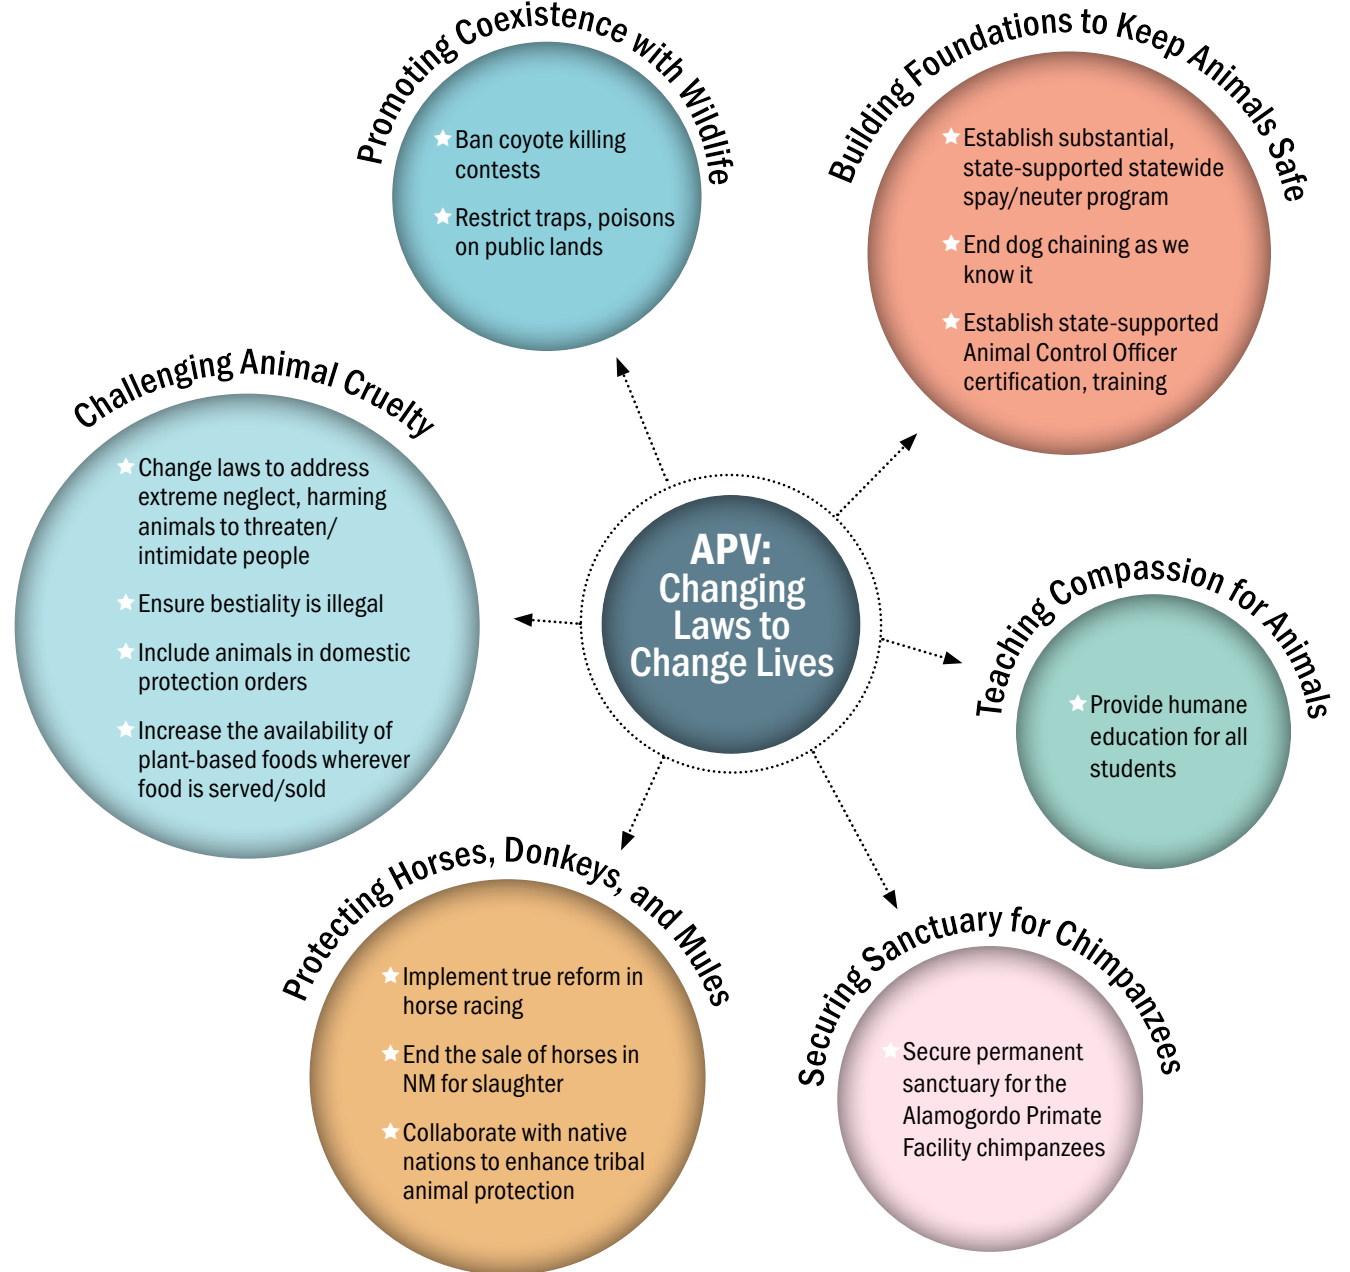 Promoting Coexistence with Wildlife
Ban coyote killing
contests
Restrict traps, poisons
on public lands
Building Foundations to Keep Animals Safe
Establish substantial,
state-supported statewide
spay/neuter program
End dog chaining as we
know it
Establish state-supported
Animal Control Officer
certification, training
Challenging Animal Cruelty
Change laws to address
extreme neglect, harming
animals to threaten/
intimidate people
Ensure bestiality is illegal
Include animals in domestic
protection orders
Increase the availability of
plant-based foods wherever
food is served/sold
APV:
Changing
Laws to
Change Lives
Teaching Compassion for Animals
Provide humane
education for all
students
Protecting Horses, Donkeys, and Mules
Implement true reform in
horse racing
End the sale of horses in
NM for slaughter
Collaborate with native
nations to enhance tribal
animal protection
Securing Sanctuary for Chimpanzees
Secure permanent
sanctuary for the
Alamogordo Primate
Facility chimpanzees